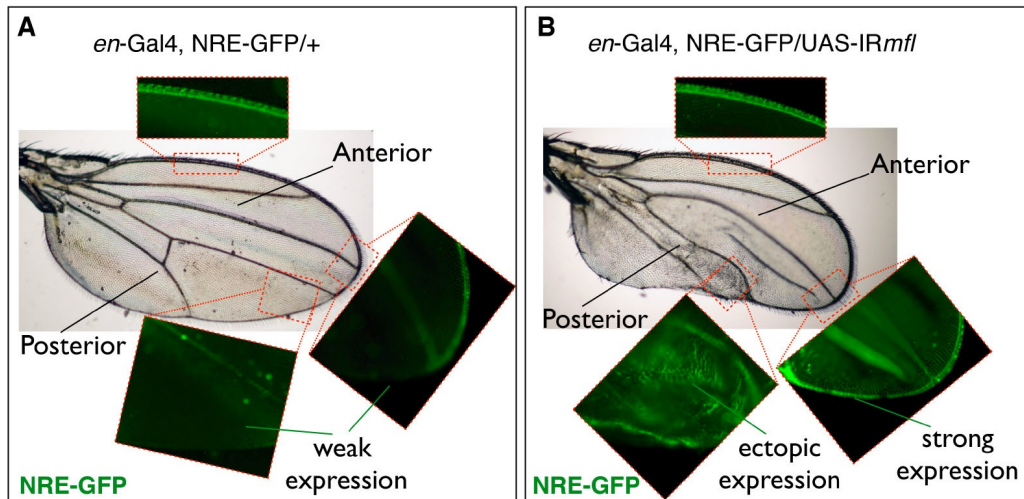 A
en-Gal4, NRE-GFP/+
Anterior
Posterior
weak
expression
NRE-GFP
B
en-Gal4, NRE-GFP/UAS-IRmfl
Anterior
Posterior
ectopic
expression
strong
expression
NRE-GFP